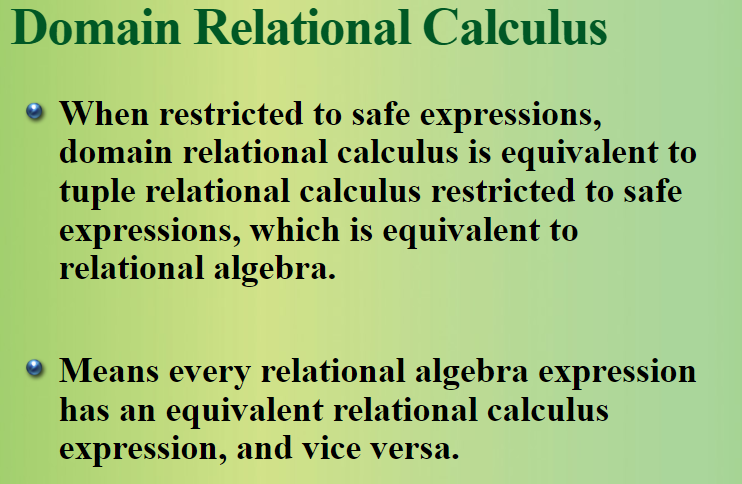 Domain Relational Calculus
When restricted to safe expressions,
domain relational calculus is equivalent to
tuple relational calculus restricted to safe
expressions, which is equivalent to
relational algebra.
Means every relational algebra expression
has an equivalent relational calculus
expression, and vice versa.